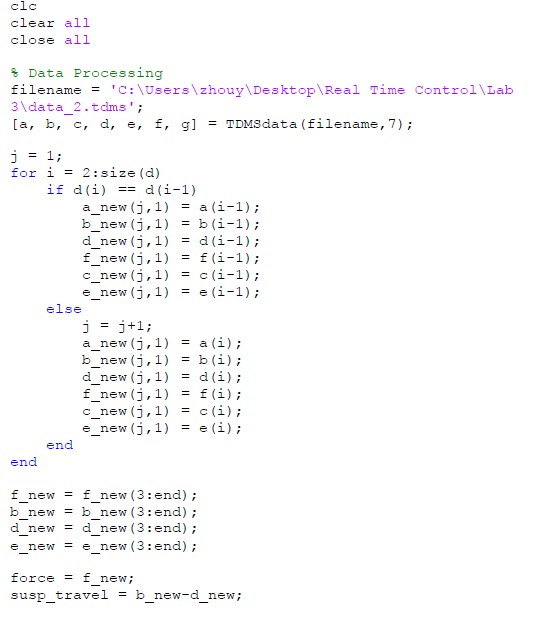 clc
clear all
close all
% Data Processing
filename = 'C:\Users\zhouy\Desktop\Real Time Control\Lab
3\data_2.tdms';
[a, b, c, d, e, f, g] = TDMSdata(filename,7);
j = 1;
for i = 2:size(d)
    if d(i) == d(i-1)
        a_new(j,1) = a(i-1);
        b_new(j,1) = b(i-1);
        d_new(j,1) = d(i-1);
        f_new(j,1) = f(i-1);
        c_new(j,1) = c(i-1);
        e_new(j,1) = e(i-1);
    else
        j = j+1;
        a_new(j,1) = a(i);
        b_new(j,1) = b(i);
        d_new(j,1) = d(i);
        f_new(j,1) = f(i);
        c_new(j,1) = c(i);
        e_new(j,1) = e(i);
    end
end
f_new = f_new(3:end);
b_new = b_new(3:end);
d_new = d_new(3:end);
e_new = e_new(3:end);
force = f_new;
susp_travel = b_new-d_new;